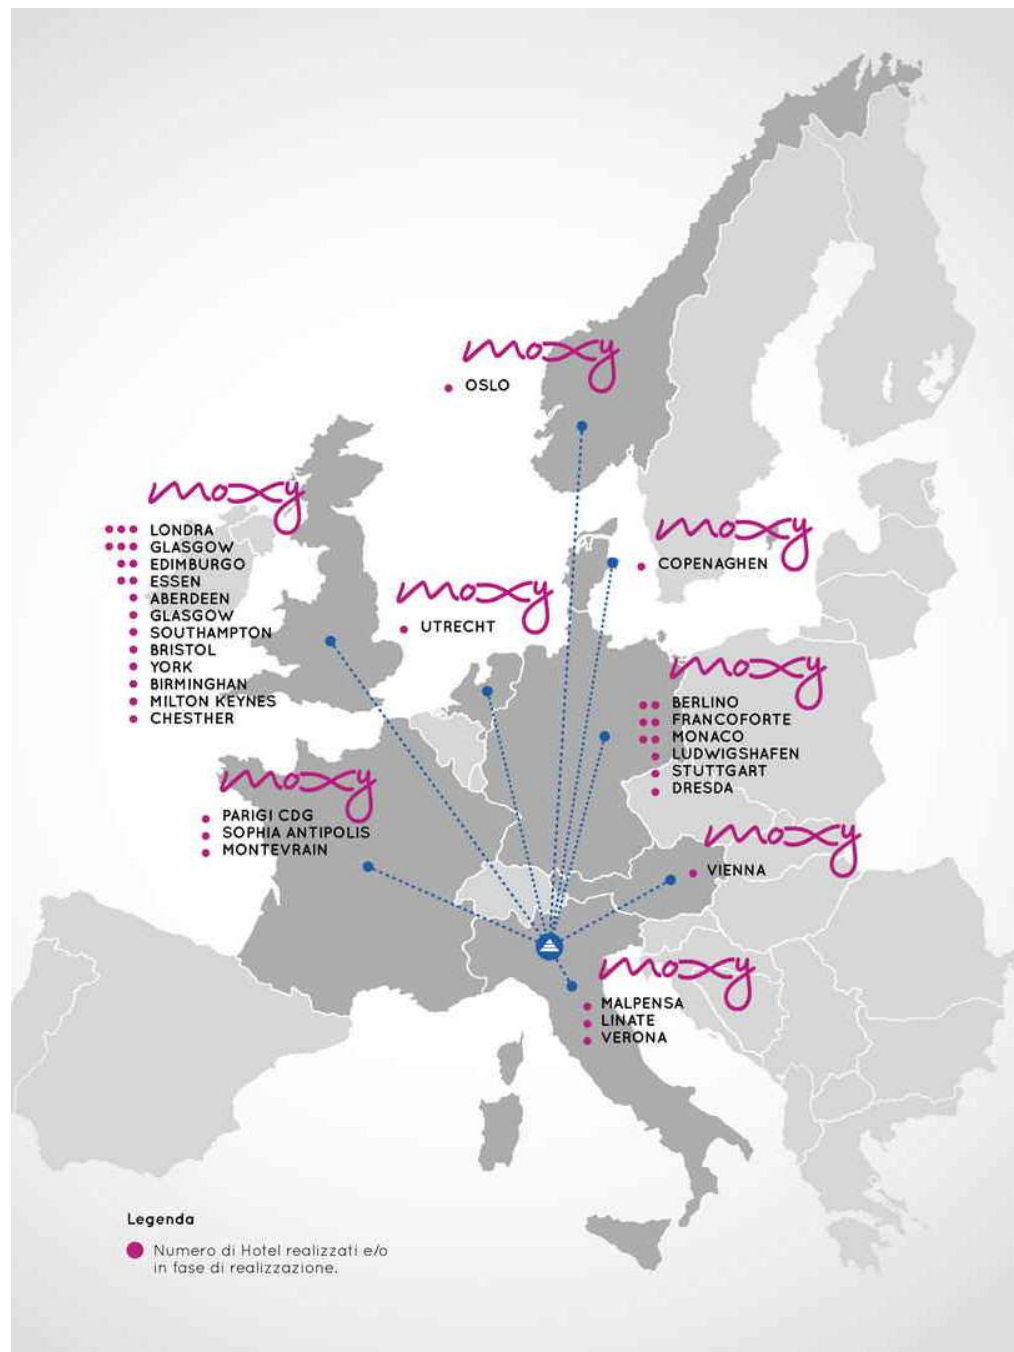 moxy
OSLO
moxy
LONDRA
GLASGOW
EDIMBURGO
ESSEN
ABERDEEN
GLASGOW
SOUTHAMPTON
BRISTOL
YORK
BIRMINGHAN
MILTON KEYNES
CHESTHER
moxy
COPENAGHEN
moxy
UTRECHT
moxy
BERLINO
FRANCOFORTE
MONACO
LUDWIGSHAFEN
STUTTGART
DRESDA
moxy
PARIGI CDG
SOPHIA ANTIPOLIS
MONTEVRAIN
moxy
VIENNA
moxy
MALPENSA
LINATE
VERONA
Legenda
Numero di Hotel realizzati e/o
in fase di realizzazione.